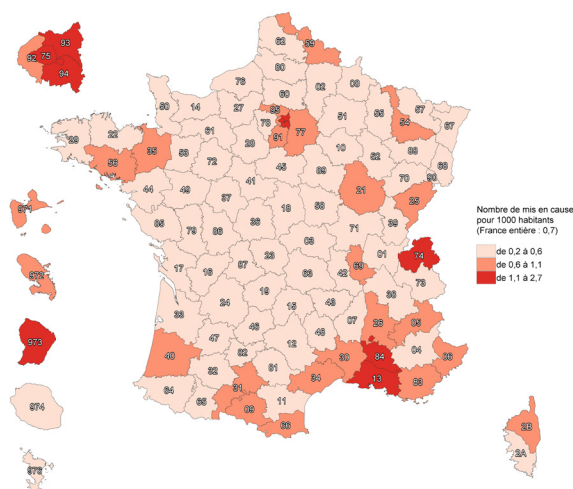 93
92 75
94
62 59
80
76 60 02 08
50 14 27 95 57
78 51 55 54 67
61 91 77
29 22 35 53 28 10 88
56 72 52 68
45 89 70 90
44 49 41 21 25
37 18 58
85 79 86 36 71 39
03
17 16 87 23 01 74
69
63 42 73
24 19 38
33 15 43
46 07 26 05
47 48
40 82 12 30 84 04 06
32 81 34 13 83
64 31
65 09 11
66
971
972
973
974
976
Nombre de mis en cause
pour 1000 habitants
(France entière : 0,7)
de 0,2 à 0,6
de 0,6 à 1,1
de 1,1 à 2,7
2B
2A